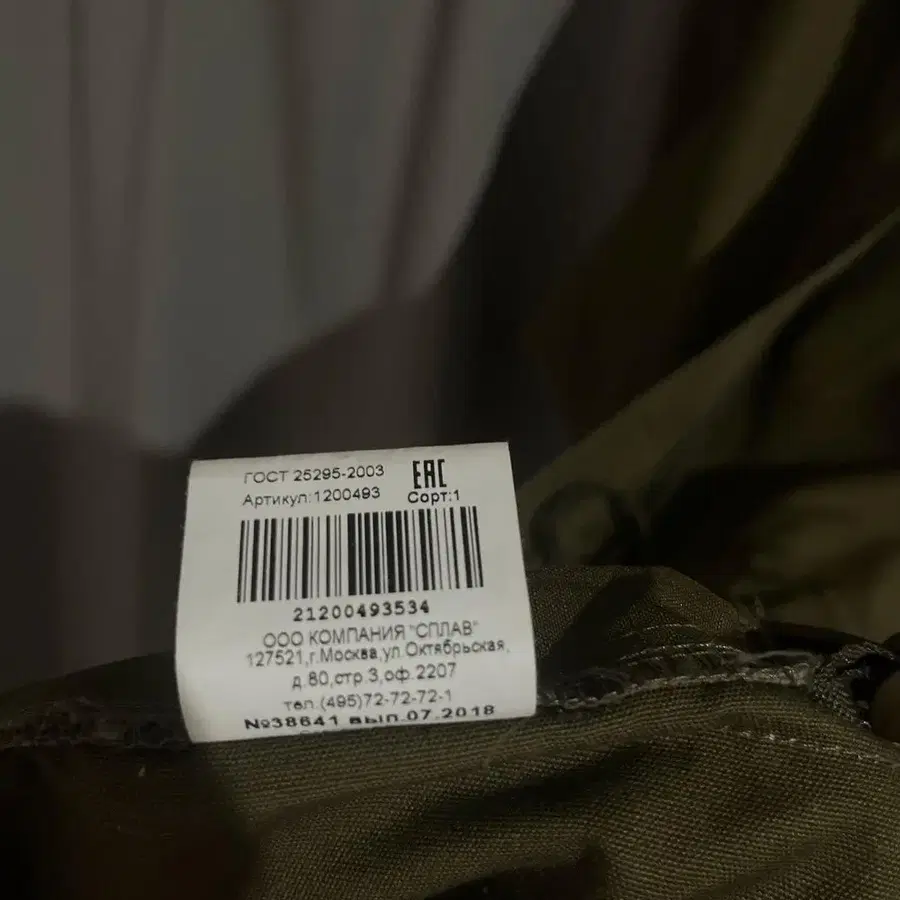 ГОСТ 25295-2003 EAC
Артикул:1200493 Сорт:1
21200493534
ООО КОМПАНИЯ "СПЛАВ"
127521,г.Москва,ул.Октябрьская,
д.80,стр.3,оф.2207
тел.(495)72-72-72-1
№38641 вып.07.2018